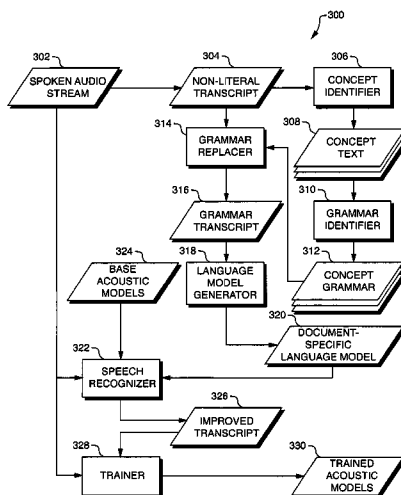 300
302
SPOKEN AUDIO
STREAM
304
NON-LITERAL
TRANSCRIPT
306
CONCEPT
IDENTIFIER
314
GRAMMAR
REPLACER
308
CONCEPT
TEXT
316
GRAMMAR
TRANSCRIPT
310
GRAMMAR
IDENTIFIER
324
BASE
ACOUSTIC
MODELS
318
LANGUAGE
MODEL
GENERATOR
312
CONCEPT
GRAMMAR
320
DOCUMENT-
SPECIFIC
LANGUAGE MODEL
322
SPEECH
RECOGNIZER
326
IMPROVED
TRANSCRIPT
328
TRAINER
330
TRAINED
ACOUSTIC
MODELS